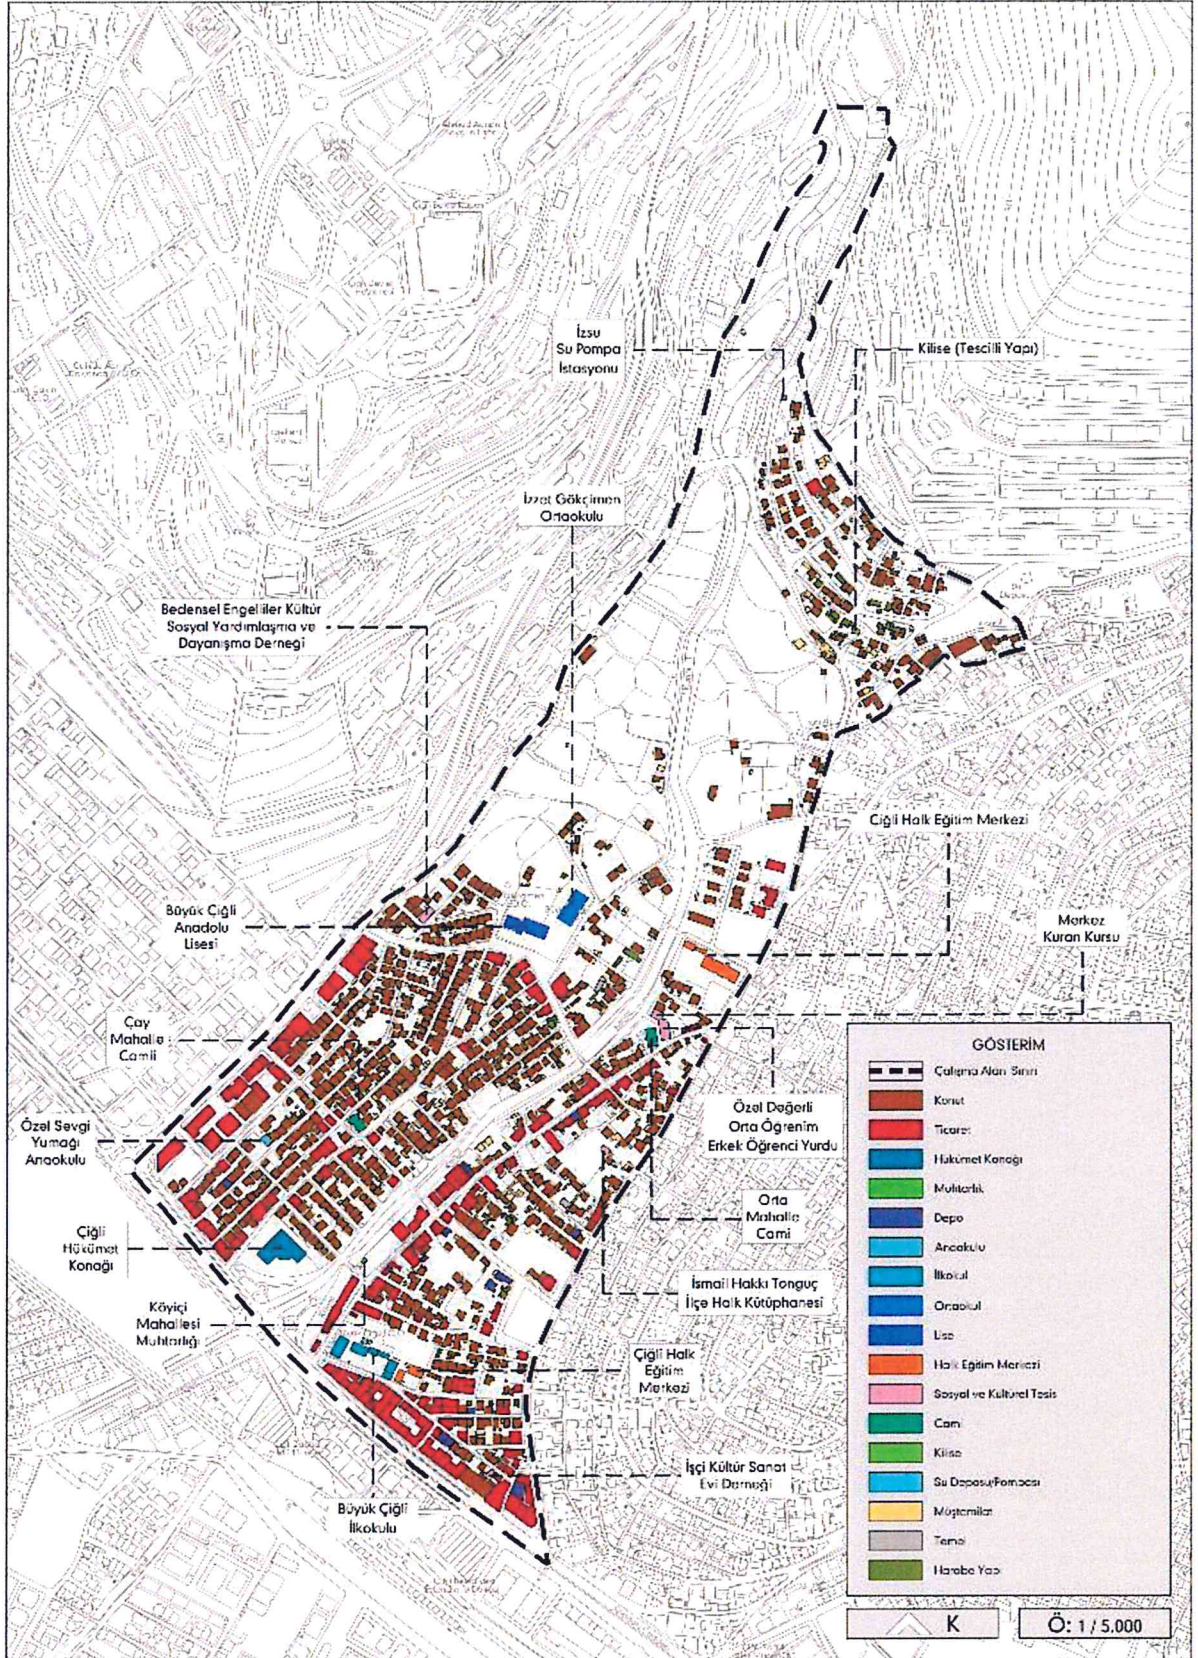 İzsu
Su Pompa
İstasyonu
Kilise (Tescilli Yapı)
İzzet Gökçimen
Ortaokulu
Bedensel Engelliler Kültür
Sosyal Yardımlaşma ve
Dayanışma Derneği
Çiğli Halk Eğitim Merkezi
Büyük Çiğli
Anadolu
Lisesi
Merkez
Kuran Kursu
Çay
Mahalle
Camii
Özel Sevgi
Yumağı
Anaokulu
Özel Değerli
Orta Öğrenim
Erkek Öğrenci Yurdu
Orta
Mahalle
Cami
Çiğli
Hükümet
Konağı
İsmail Hakkı Tonguç
İlçe Halk Kütüphanesi
Köyiçi
Mahallesi
Muhtarlığı
Çiğli Halk
Eğitim
Merkezi
İşçi Kültür Sanat
Evi Derneği
Büyük Çiğli
İlkokulu
GÖSTERİM
Çalışma Alan Sınırı
Konut
Ticaret
Hükümet Konağı
Muhtarlık
Depo
Anaokulu
İlkokul
Ortaokul
Lise
Halk Eğitim Merkezi
Sosyal ve Kültürel Tesis
Cami
Kilise
Su Deposu/Pompası
Müştemilat
Temel
Harabe Yapı
K
Ö: 1 / 5.000